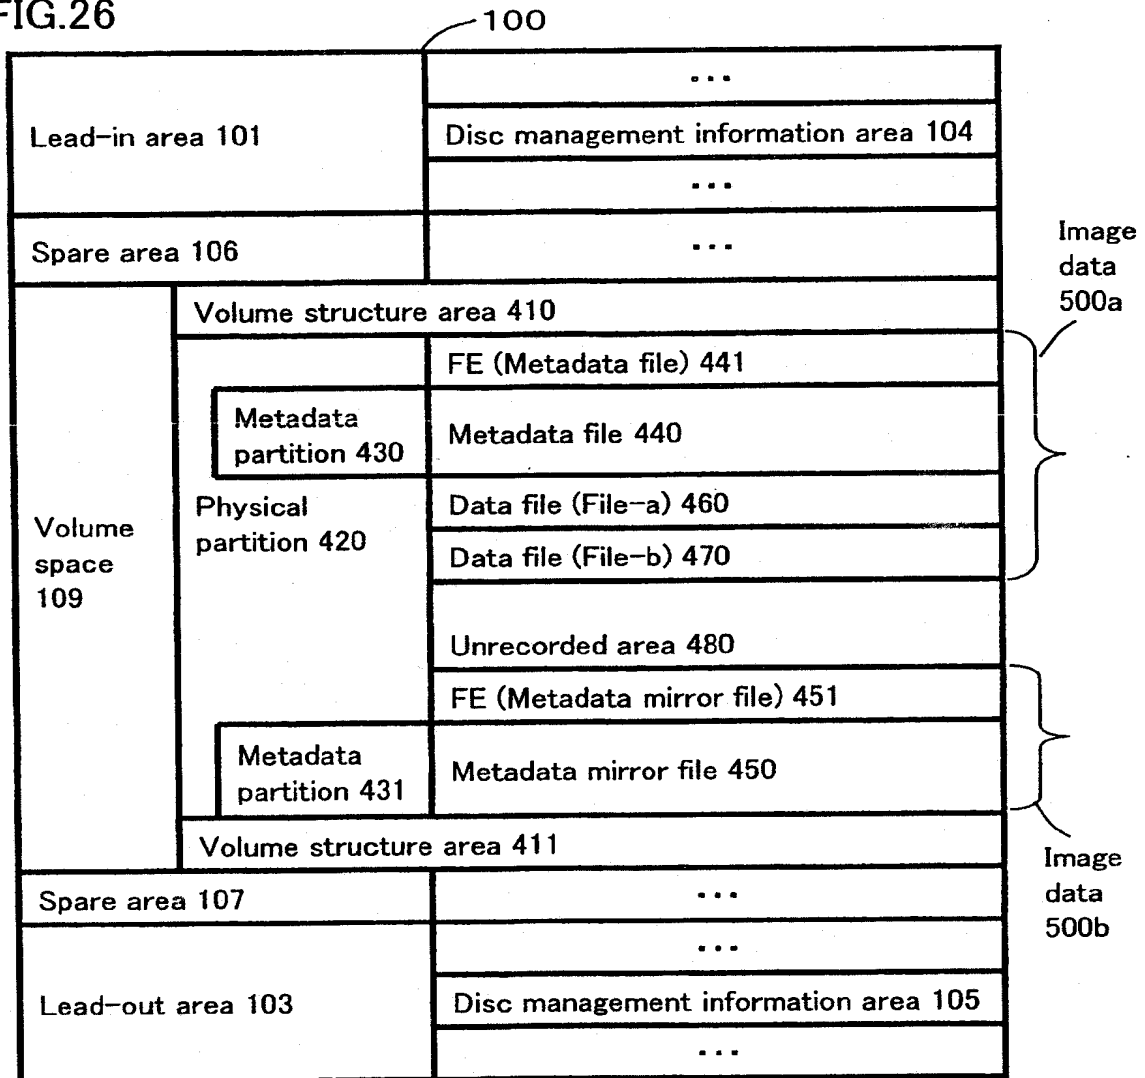 FIG.26
100
...
Lead-in area 101
Disc management information area 104
...
Spare area 106
...
Image
data
500a
Volume structure area 410
FE (Metadata file) 441
Metadata
partition 430
Metadata file 440
Physical
partition 420
Data file (File-a) 460
Volume
space
109
Data file (File-b) 470
Unrecorded area 480
FE (Metadata mirror file) 451
Metadata
partition 431
Metadata mirror file 450
Volume structure area 411
Image
data
500b
Spare area 107
...
...
Lead-out area 103
Disc management information area 105
...